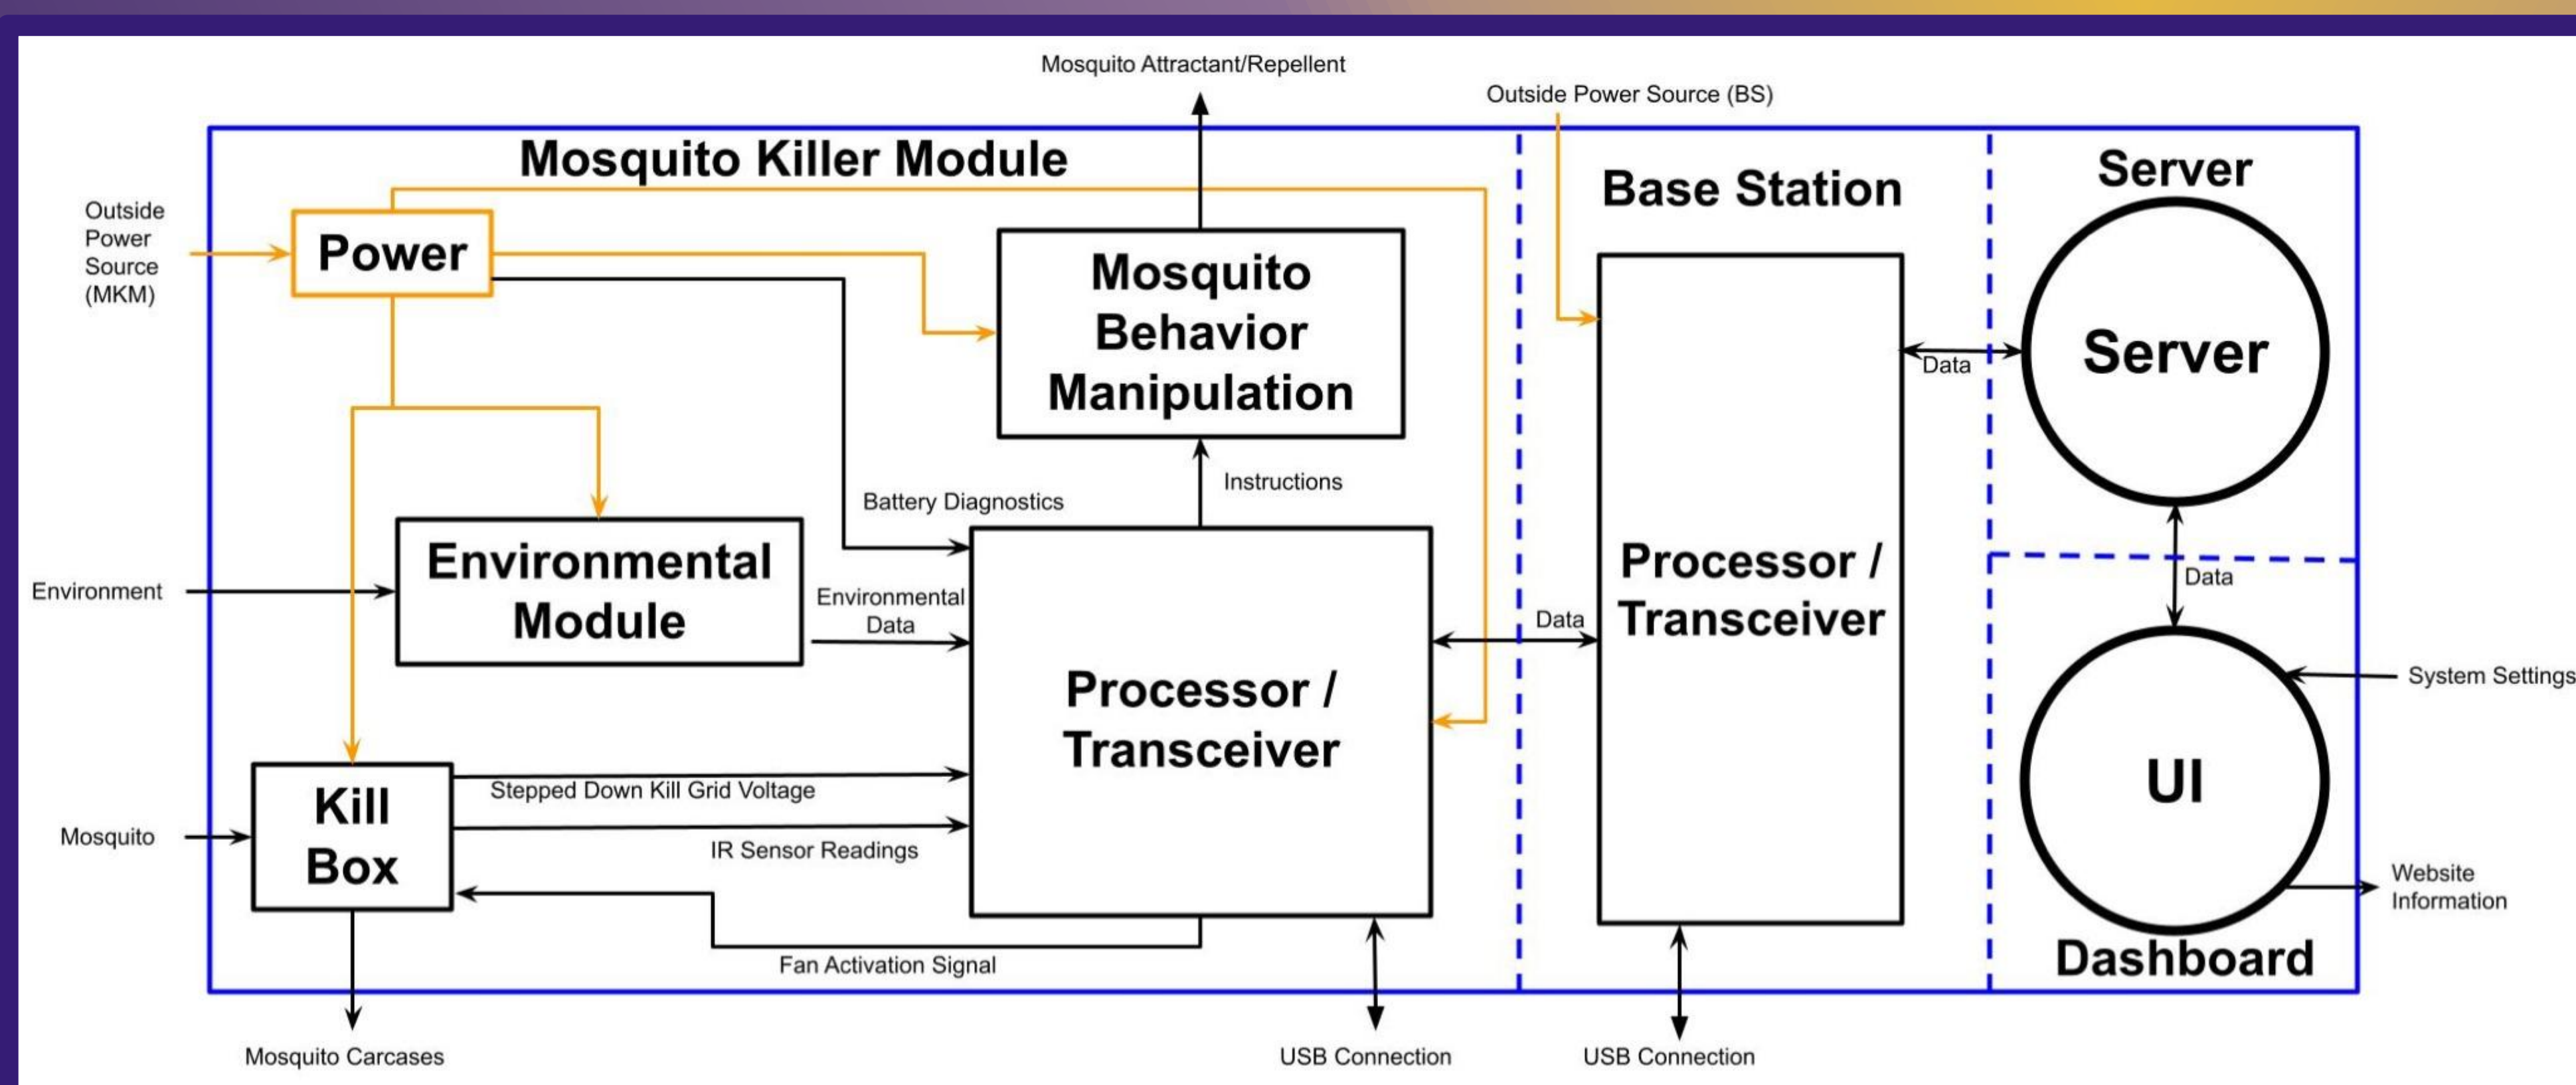 Mosquito Attractant/Repellent
Outside Power Source (BS)
Mosquito Killer Module
Base Station
Server
Outside
Power
Source
(MKM)
Power
Mosquito
Behavior
Manipulation
Server
Data
Instructions
Battery Diagnostics
Environmental
Module
Environment
Environmental
Data
Processor /
Transceiver
Data
Processor /
Transceiver
Data
System Settings
UI
Kill
Box
Stepped Down Kill Grid Voltage
Mosquito
IR Sensor Readings
Website
Information
Fan Activation Signal
Dashboard
Mosquito Carcases
USB Connection
USB Connection